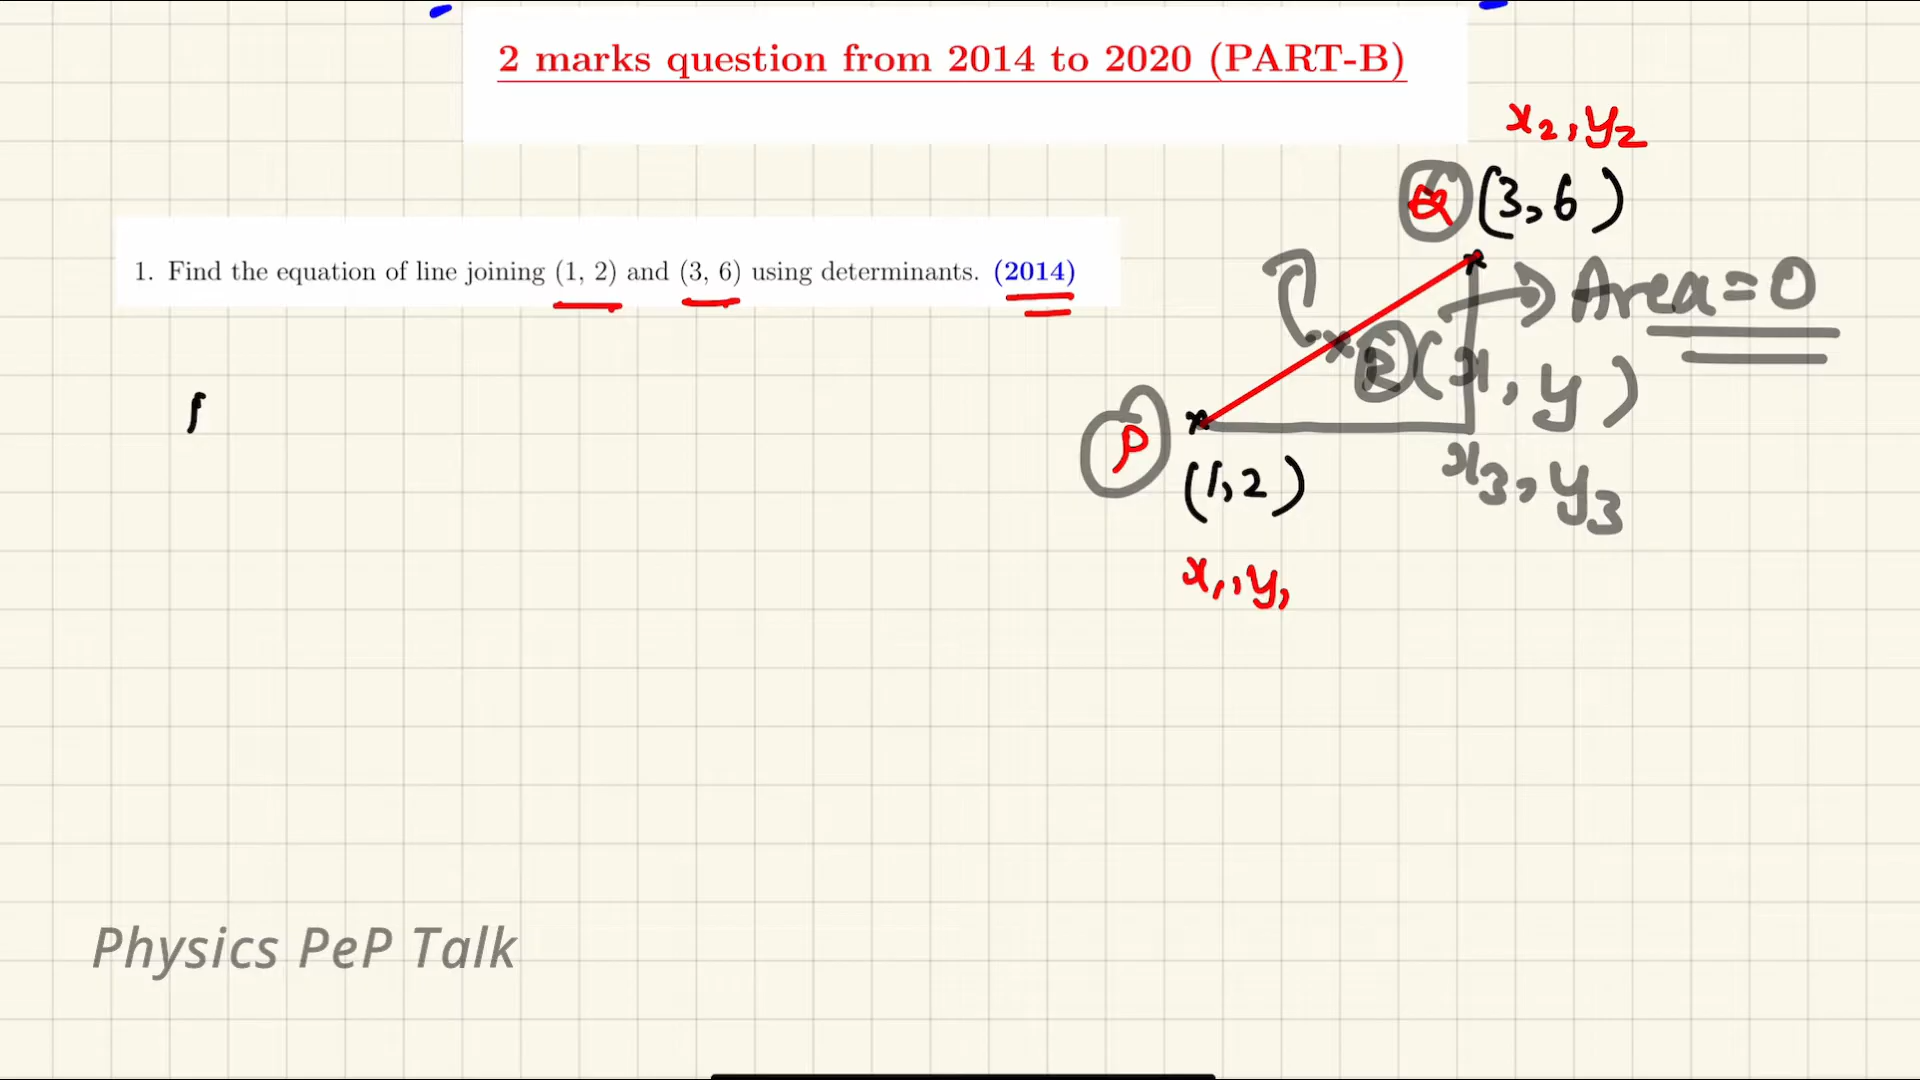 2 marks question from 2014 to 2020 (PART-B)
x2, y2
Q (3, 6)
1. Find the equation of line joining (1, 2) and (3, 6) using determinants. (2014)
Area = 0
R (x, y)
P
(1, 2)
x3, y3
x1, y1
Physics PeP Talk